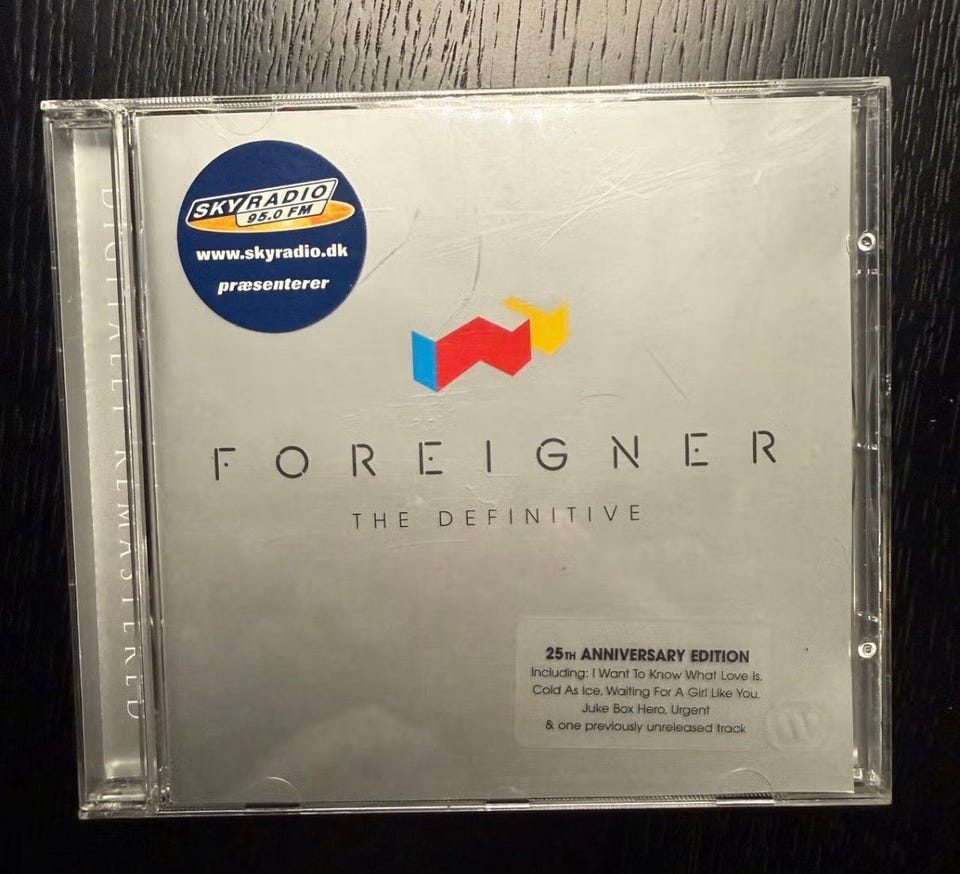 SKY RADIO
95.0 FM
www.skyradio.dk
præsenterer
DIGITALLY REMASTERED
FOREIGNER
THE DEFINITIVE
25TH ANNIVERSARY EDITION
Including: I Want To Know What Love Is,
Cold As Ice, Waiting For A Girl Like You,
Juke Box Hero, Urgent
& one previously unreleased track